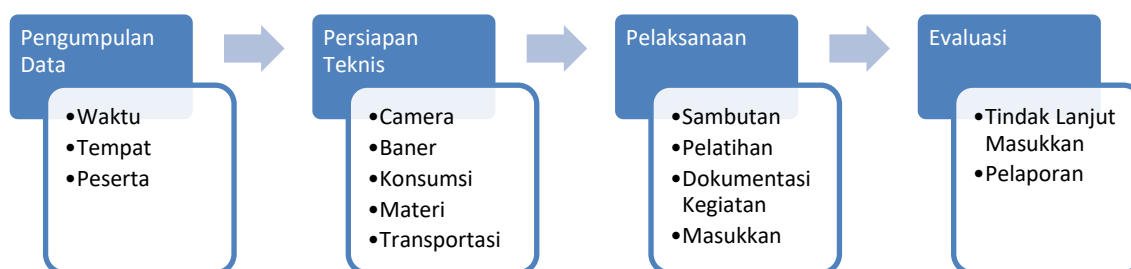 Pengumpulan
Data
•Waktu
•Tempat
•Peserta
Persiapan
Teknis
•Camera
•Baner
•Konsumsi
•Materi
•Transportasi
Pelaksanaan
•Sambutan
•Pelatihan
•Dokumentasi
Kegiatan
•Masukkan
Evaluasi
•Tindak Lanjut
Masukkan
•Pelaporan